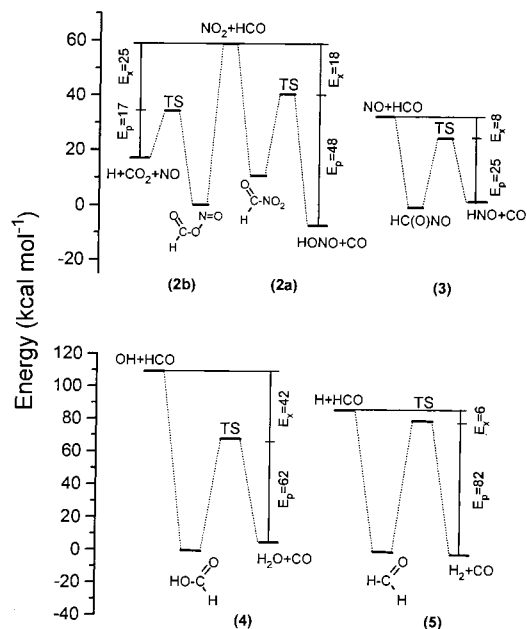 Energy (kcal mol⁻¹)
60
40
20
0
-20
NO₂+HCO
Eₓ=25
Eₓ=18
TS
TS
Eₚ=17
Eₚ=48
H+CO₂+NO
O
H
O
N=O
O
C-NO₂
H
HONO+CO
(2b)
(2a)
NO+HCO
Eₓ=8
TS
Eₚ=25
HC(O)NO
HNO+CO
(3)
120
100
80
60
40
20
0
-20
-40
OH+HCO
Eₓ=42
TS
Eₚ=62
H₂O+CO
HO-C
O
H
(4)
H+HCO
TS
Eₓ=6
Eₚ=82
H₂+CO
H-C
O
H
(5)